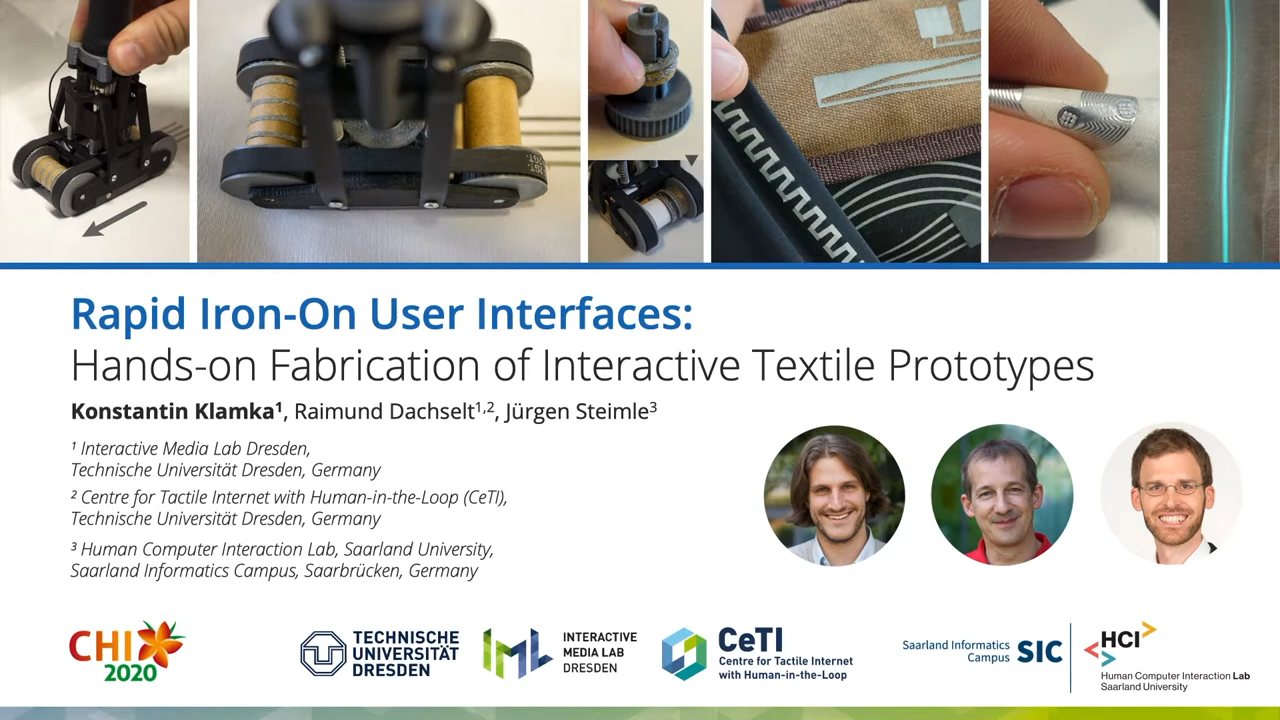 Rapid Iron-On User Interfaces:
Hands-on Fabrication of Interactive Textile Prototypes
Konstantin Klamka¹, Raimund Dachselt¹,², Jürgen Steimle³
¹ Interactive Media Lab Dresden,
Technische Universität Dresden, Germany
² Centre for Tactile Internet with Human-in-the-Loop (CeTI),
Technische Universität Dresden, Germany
³ Human Computer Interaction Lab, Saarland University,
Saarland Informatics Campus, Saarbrücken, Germany
CHI
2020
TECHNISCHE
UNIVERSITÄT
DRESDEN
INTERACTIVE
MEDIA LAB
DRESDEN
CeTI
Centre for Tactile Internet
with Human-in-the-Loop
Saarland Informatics
Campus
SIC
HCI
Human Computer Interaction Lab
Saarland University